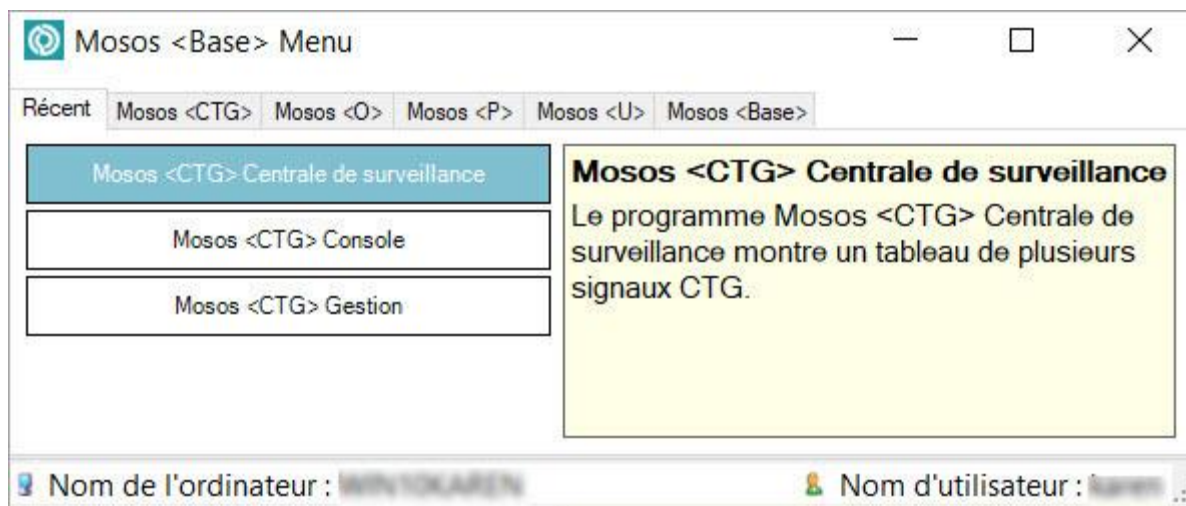 Mosos <Base> Menu
Récent Mosos <CTG> Mosos <O> Mosos <P> Mosos <U> Mosos <Base>
Mosos <CTG> Centrale de surveillance
Mosos <CTG> Console
Mosos <CTG> Gestion
Mosos <CTG> Centrale de surveillance
Le programme Mosos <CTG> Centrale de
surveillance montre un tableau de plusieurs
signaux CTG.
Nom de l'ordinateur :
Nom d'utilisateur :